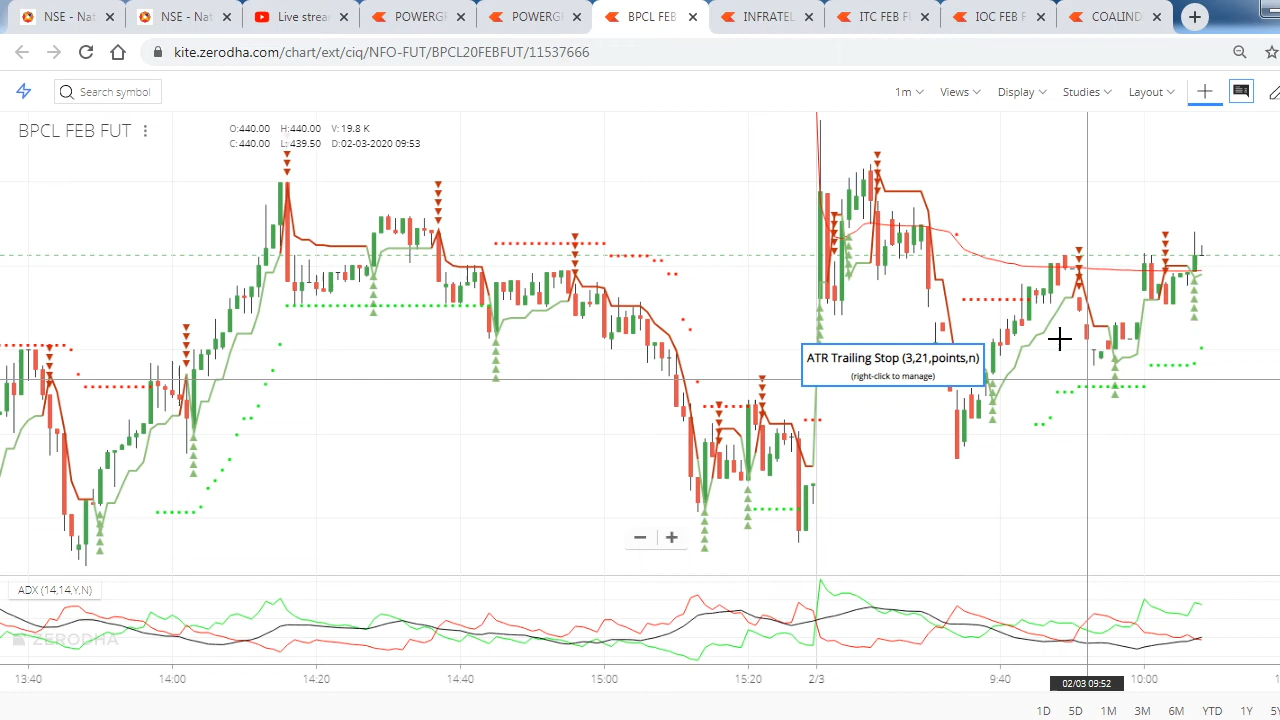 NSE - Nat
NSE - Nat
Live strea
POWERG
POWERG
BPCL FEB
INFRATEL
ITC FEB F
IOC FEB F
COALIND
kite.zerodha.com/chart/ext/ciq/NFO-FUT/BPCL20FEBFUT/11537666
Search symbol
1m
Views
Display
Studies
Layout
BPCL FEB FUT
O:440.00 H:440.00 V: 19.8 K
C: 440.00 L: 439.50 D:02-03-2020 09:53
ATR Trailing Stop (3,21,points,n)
(right-click to manage)
ADX (14,14,Y,N)
ZERODHA
13:40 14:00 14:20 14:40 15:00 15:20 2/3 9:40 02/03 09:52 10:00
1D 5D 1M 3M 6M YTD 1Y 5Y